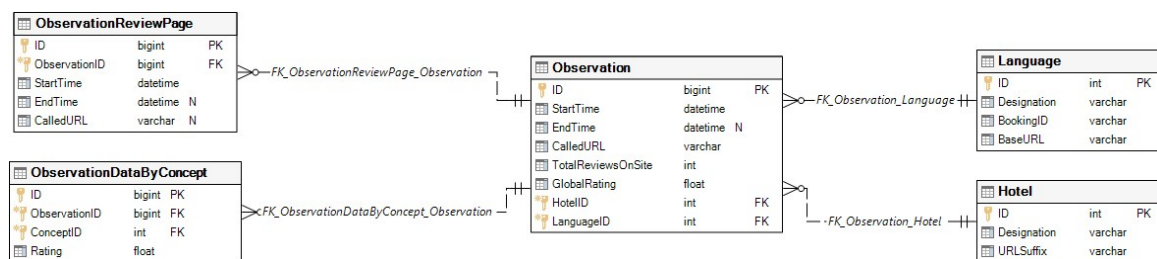 ObservationReviewPage
ID bigint PK
ObservationID bigint FK
StartTime datetime
EndTime datetime N
CalledURL varchar N
FK_ObservationReviewPage_Observation
ObservationDataByConcept
ID bigint PK
ObservationID bigint FK
ConceptID int FK
Rating float
FK_ObservationDataByConcept_Observation
Observation
ID bigint PK
StartTime datetime
EndTime datetime N
CalledURL varchar
TotalReviewsOnSite int
GlobalRating float
HotelID int FK
LanguageID int FK
FK_Observation_Language
FK_Observation_Hotel
Language
ID int PK
Designation varchar
BookingID varchar
BaseURL varchar
Hotel
ID int PK
Designation varchar
URLSuffix varchar